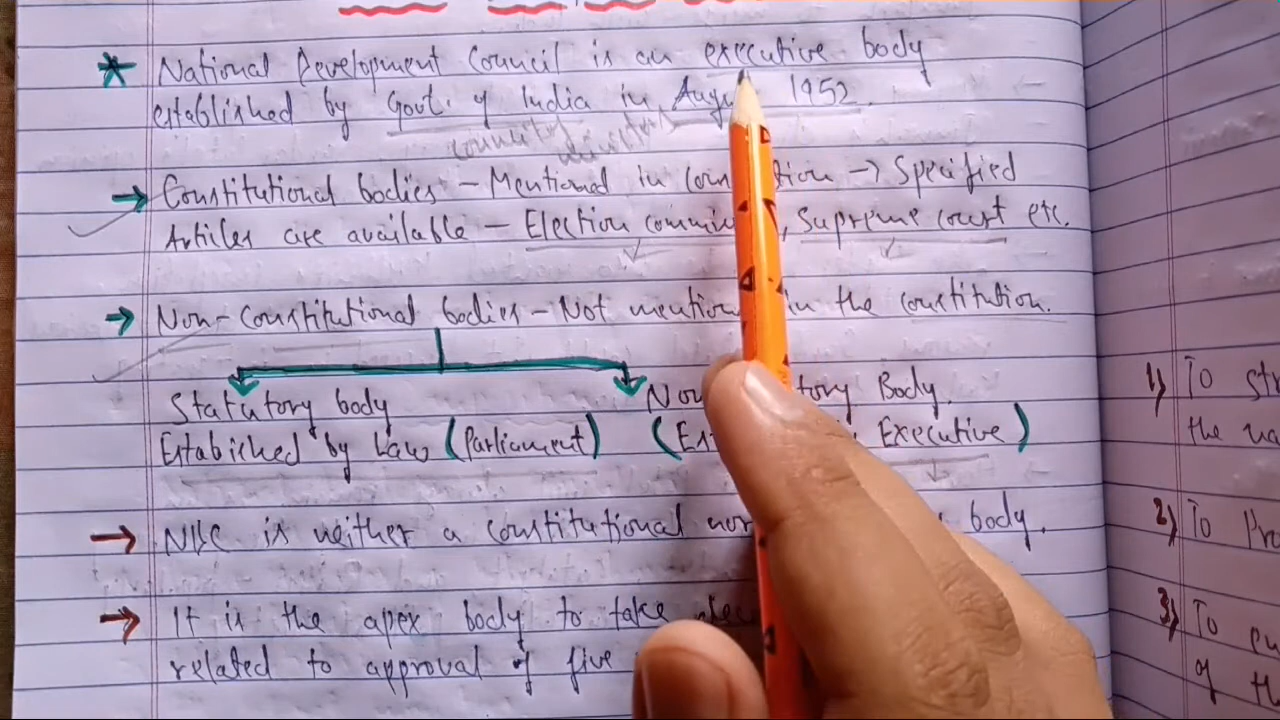 * National Development Council is an executive body
established by Govt. of India in 1952.
→ Constitutional bodies - Mentioned in → Specified
Articles are available - Election Supreme court etc.
→ Non-Constitutional bodies - Not in the constitution.
Statutory body Body.
Established by Law (Parliament) ( Executive)
→ NDC is neither a constitutional nor body.
→ It is the apex body to take
related to approval of five
1) To
the
2) To
3) To
of